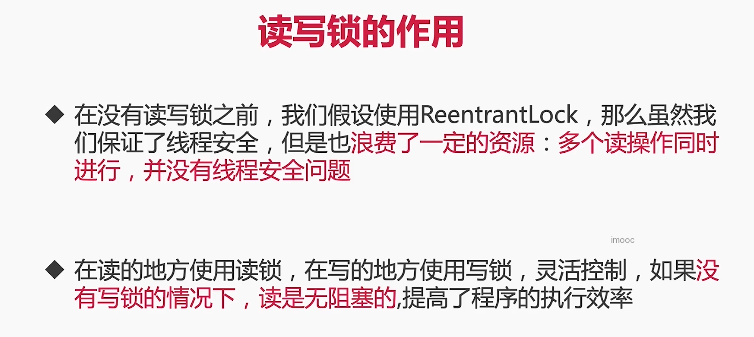 读写锁的作用
在没有读写锁之前，我们假设使用ReentrantLock，那么虽然我
们保证了线程安全，但是也浪费了一定的资源：多个读操作同时
进行，并没有线程安全问题
imooc
在读的地方使用读锁，在写的地方使用写锁，灵活控制，如果没
有写锁的情况下，读是无阻塞的,提高了程序的执行效率